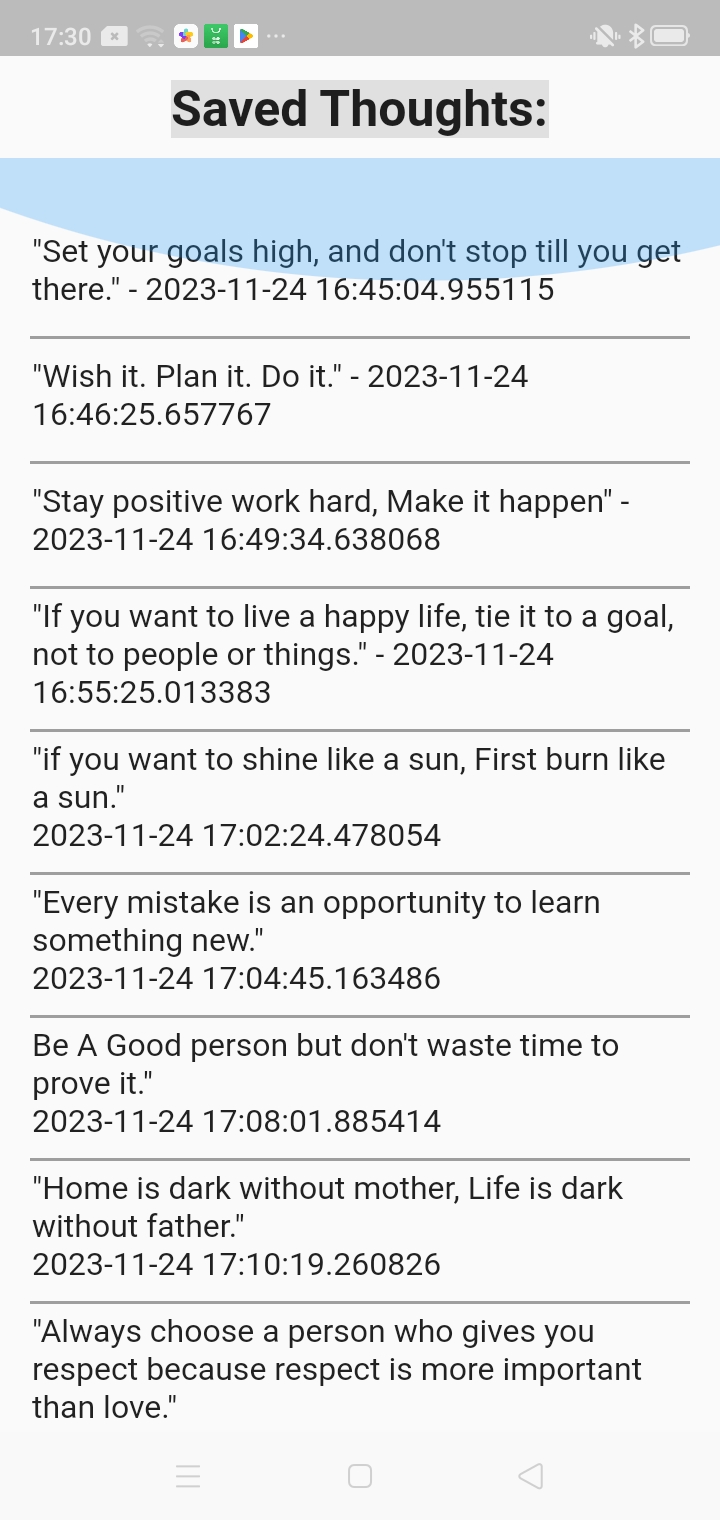 17:30
Saved Thoughts:
"Set your goals high, and don't stop till you get
there." - 2023-11-24 16:45:04.955115
"Wish it. Plan it. Do it." - 2023-11-24
16:46:25.657767
"Stay positive work hard, Make it happen" -
2023-11-24 16:49:34.638068
"If you want to live a happy life, tie it to a goal,
not to people or things." - 2023-11-24
16:55:25.013383
"if you want to shine like a sun, First burn like
a sun."
2023-11-24 17:02:24.478054
"Every mistake is an opportunity to learn
something new."
2023-11-24 17:04:45.163486
Be A Good person but don't waste time to
prove it."
2023-11-24 17:08:01.885414
"Home is dark without mother, Life is dark
without father."
2023-11-24 17:10:19.260826
"Always choose a person who gives you
respect because respect is more important
than love."